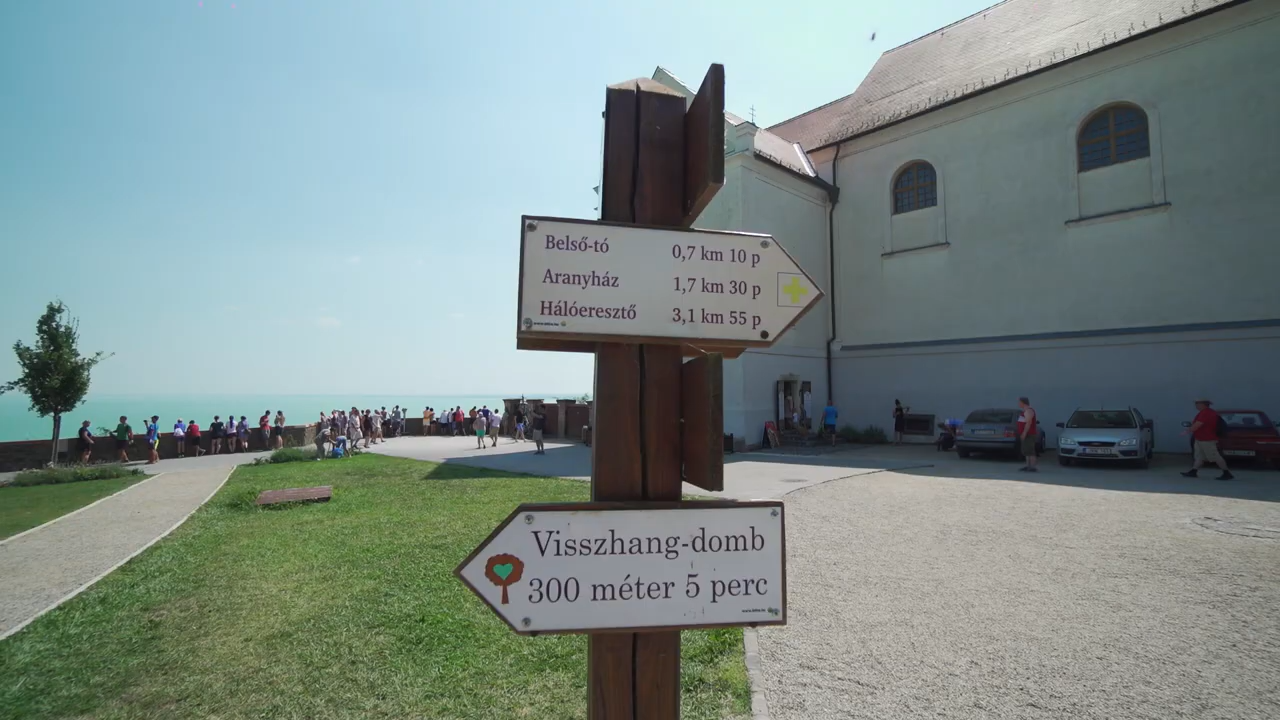 Belső-tó 0,7 km 10 p
Aranyház 1,7 km 30 p
Hálóeresztő 3,1 km 55 p
Visszhang-domb
300 méter 5 perc